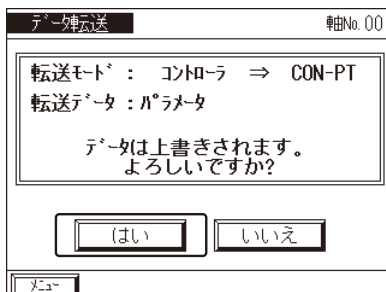 データ転送 軸No. 00
転送モード : コントローラ ⇒ CON-PT
転送データ : パラメータ
データは上書きされます。
よろしいですか?
はい いいえ
メニュー